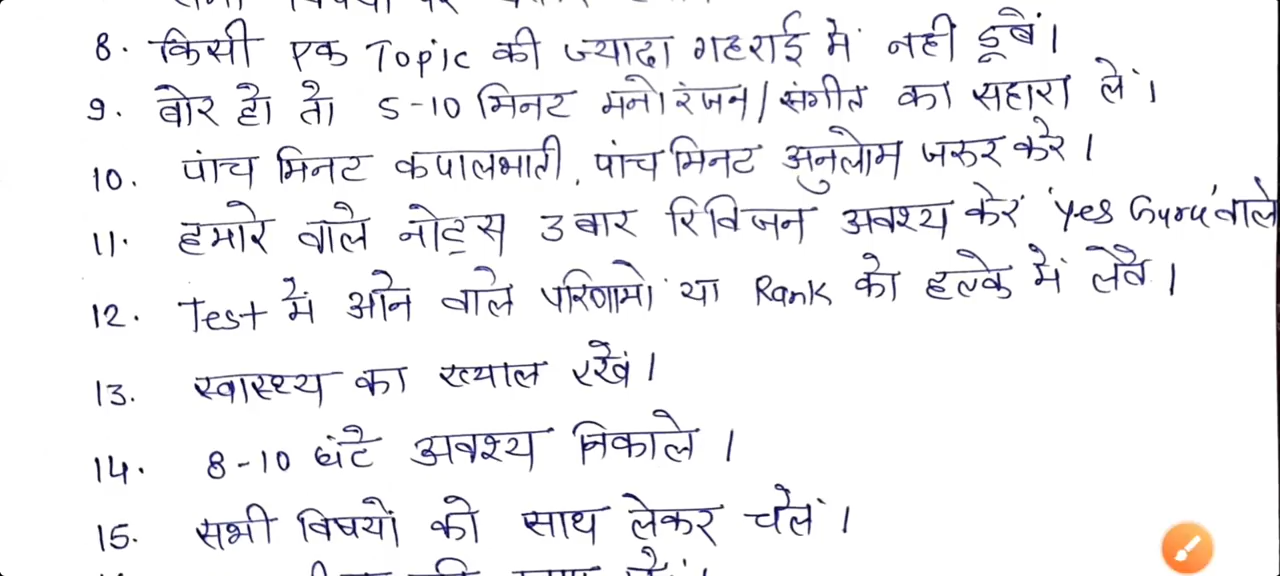 8. किसी एक Topic की ज्यादा गहराई में नही डूबें।
9. बोर हो तो 5-10 मिनट मनोरंजन/संगीत का सहारा लें।
10. पांच मिनट कपालभाती, पांच मिनट अनुलोम जरुर करे।
11. हमारे वाले नोट्स 3 बार रिविजन अवश्य करें 'Yes Guru' वाले
12. Test में आने वाले परिणामो या Rank को हल्के में लेवें।
13. स्वास्थ्य का ख्याल रखें।
14. 8-10 घंटे अवश्य निकाले।
15. सभी विषयों को साथ लेकर चलें।